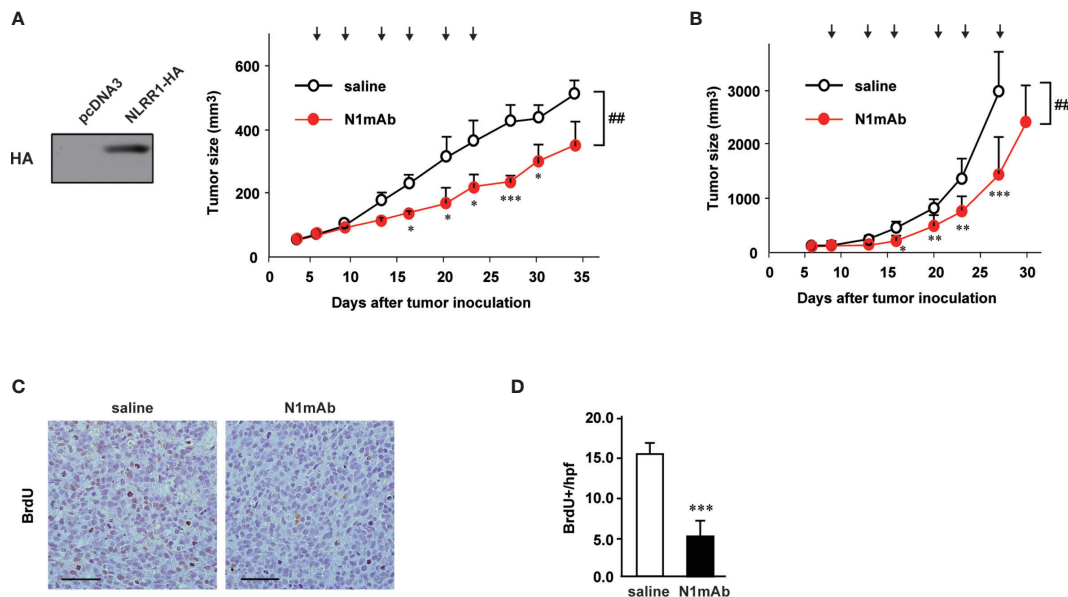 A
pcDNA3
NLRR1-HA
HA
Tumor size (mm3)
600
400
200
0
saline
N1mAb
##
*
*
*
***
*
0 5 10 15 20 25 30 35
Days after tumor inoculation
B
Tumor size (mm3)
3000
2000
1000
0
saline
N1mAb
##
*
**
**
***
0 5 10 15 20 25 30
Days after tumor inoculation
C
saline N1mAb
BrdU
D
BrdU+/hpf
20.0
15.0
10.0
5.0
0.0
***
saline N1mAb